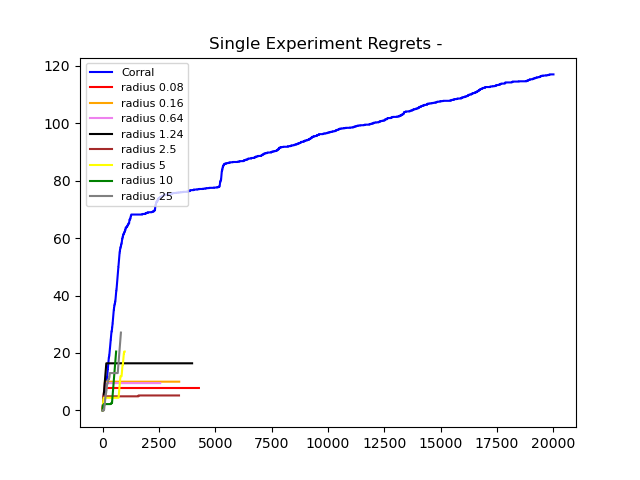 Single Experiment Regrets -
120
100
80
60
40
20
0
Corral
radius 0.08
radius 0.16
radius 0.64
radius 1.24
radius 2.5
radius 5
radius 10
radius 25
0 2500 5000 7500 10000 12500 15000 17500 20000